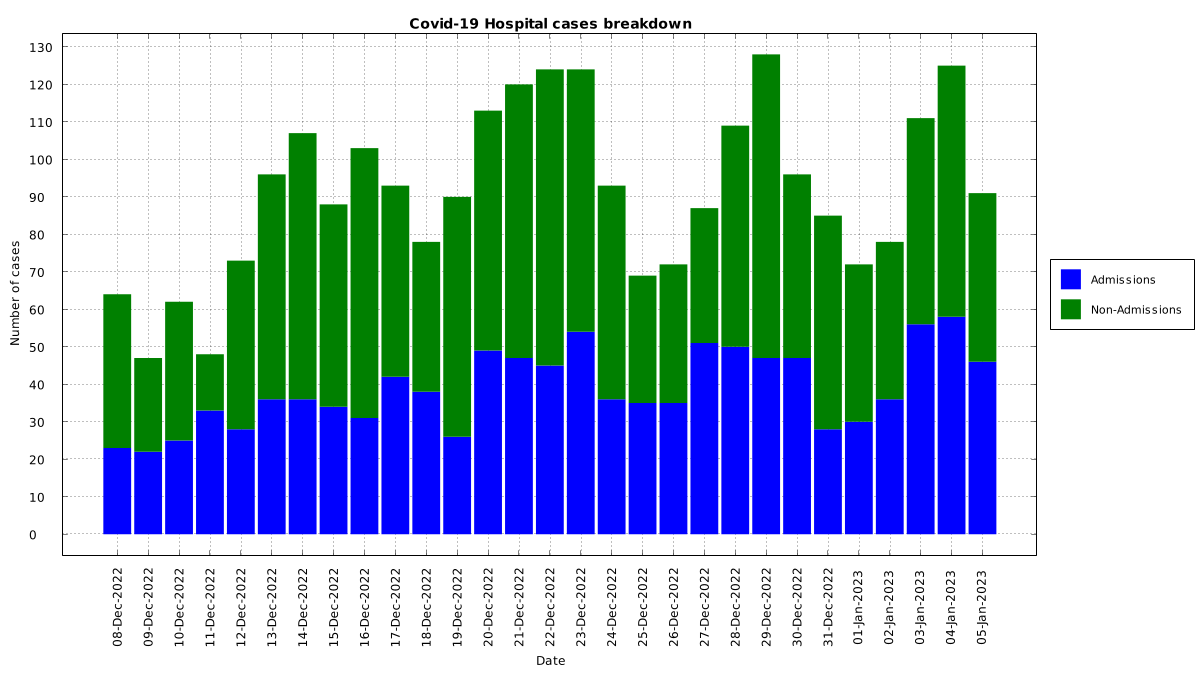 Covid-19 Hospital cases breakdown
130
120
110
100
90
80
70
60
50
40
30
20
10
0
Number of cases
08-Dec-2022
09-Dec-2022
10-Dec-2022
11-Dec-2022
12-Dec-2022
13-Dec-2022
14-Dec-2022
15-Dec-2022
16-Dec-2022
17-Dec-2022
18-Dec-2022
19-Dec-2022
20-Dec-2022
21-Dec-2022
22-Dec-2022
23-Dec-2022
24-Dec-2022
25-Dec-2022
26-Dec-2022
27-Dec-2022
28-Dec-2022
29-Dec-2022
30-Dec-2022
31-Dec-2022
01-Jan-2023
02-Jan-2023
03-Jan-2023
04-Jan-2023
05-Jan-2023
Date
Admissions
Non-Admissions